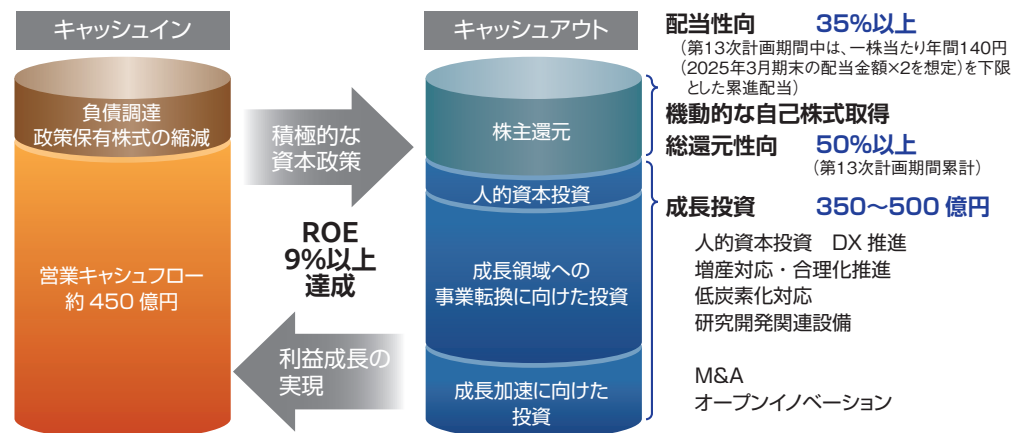 キャッシュイン
負債調達
政策保有株式の縮減
営業キャシュフロー
約450億円
積極的な
資本政策
ROE
9%以上
達成
利益成長の
実現
キャッシュアウト
株主還元
人的資本投資
成長領域への
事業転換に向けた投資
成長加速に向けた
投資
配当性向 35%以上
(第13次計画期間中は、一株当たり年間140円
(2025年3月期末の配当金額×2を想定)を下限
とした累進配当)
機動的な自己株式取得
総還元性向 50%以上
(第13次計画期間累計)
成長投資 350〜500億円
人的資本投資 DX推進
増産対応・合理化推進
低炭素化対応
研究開発関連設備
M&A
オープンイノベーション